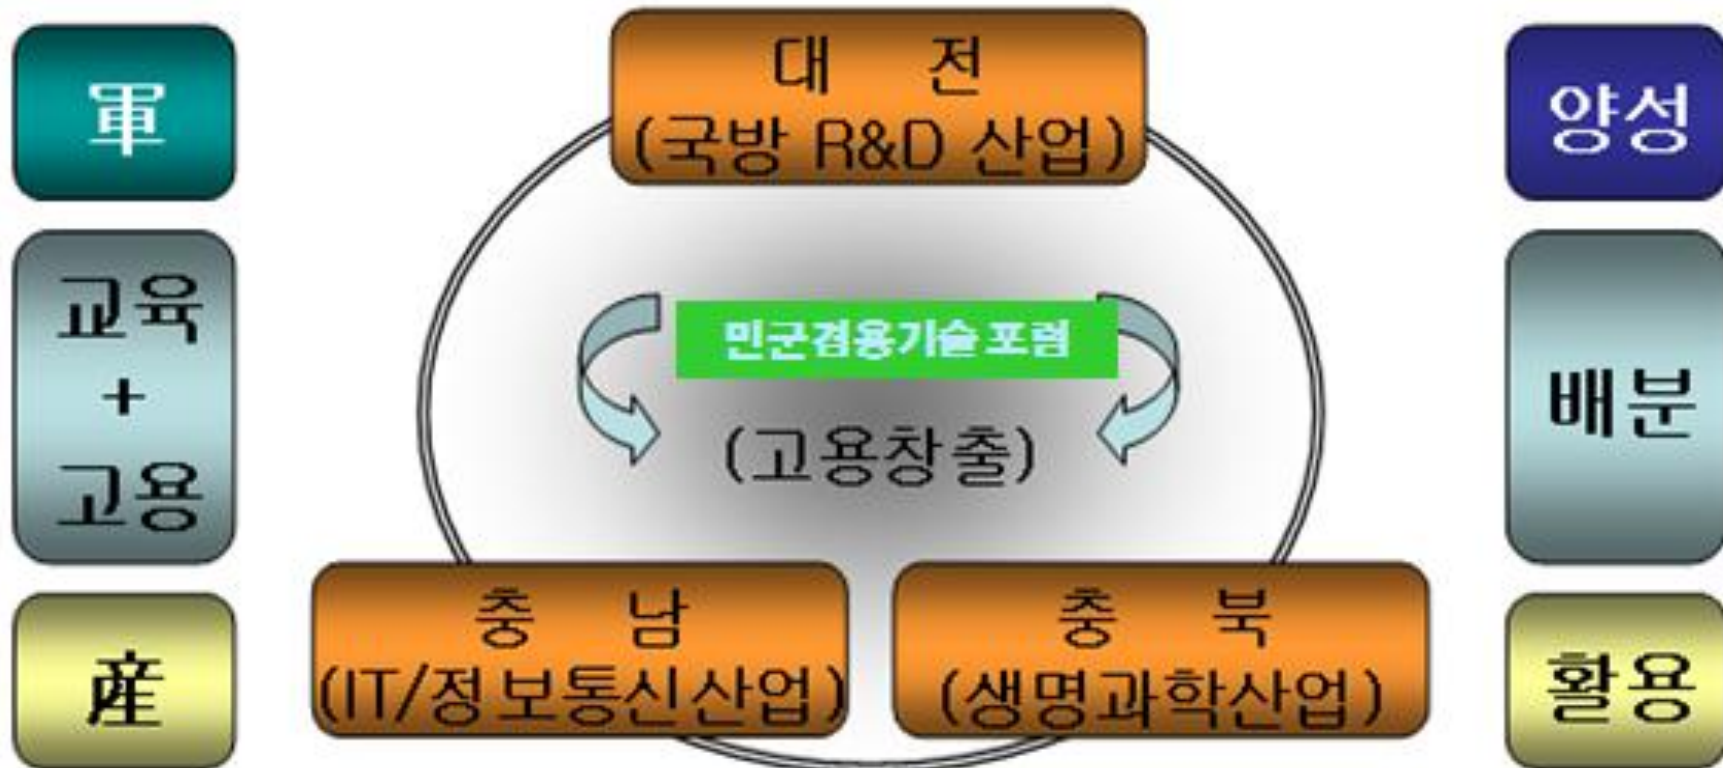 軍
교육
+
고용
産
대 전
(국방 R&D 산업)
민군겸용기술 포럼
(고용창출)
충 남
(IT/정보통신산업)
충 북
(생명과학산업)
양성
배분
활용